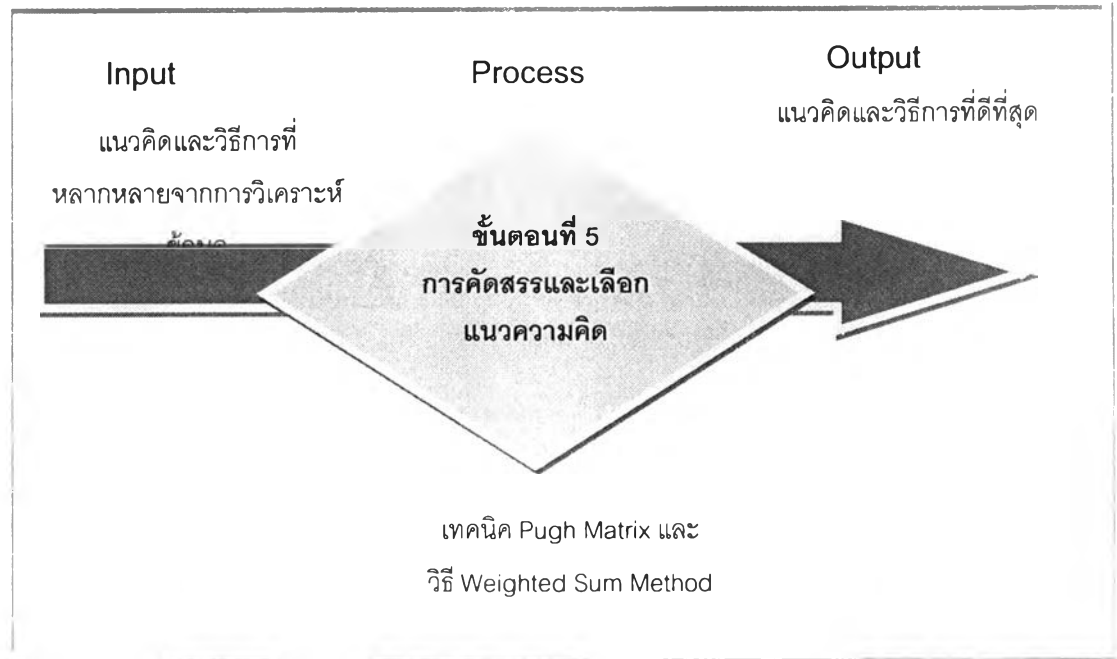 Input
Process
Output
แนวคิดและวิธีการที่
หลากหลายจากการวิเคราะห์
แนวคิดและวิธีการที่ดีที่สุด
ขั้นตอนที่ 5
การคัดสรรและเลือก
แนวความคิด
เทคนิค Pugh Matrix และ
วิธี Weighted Sum Method